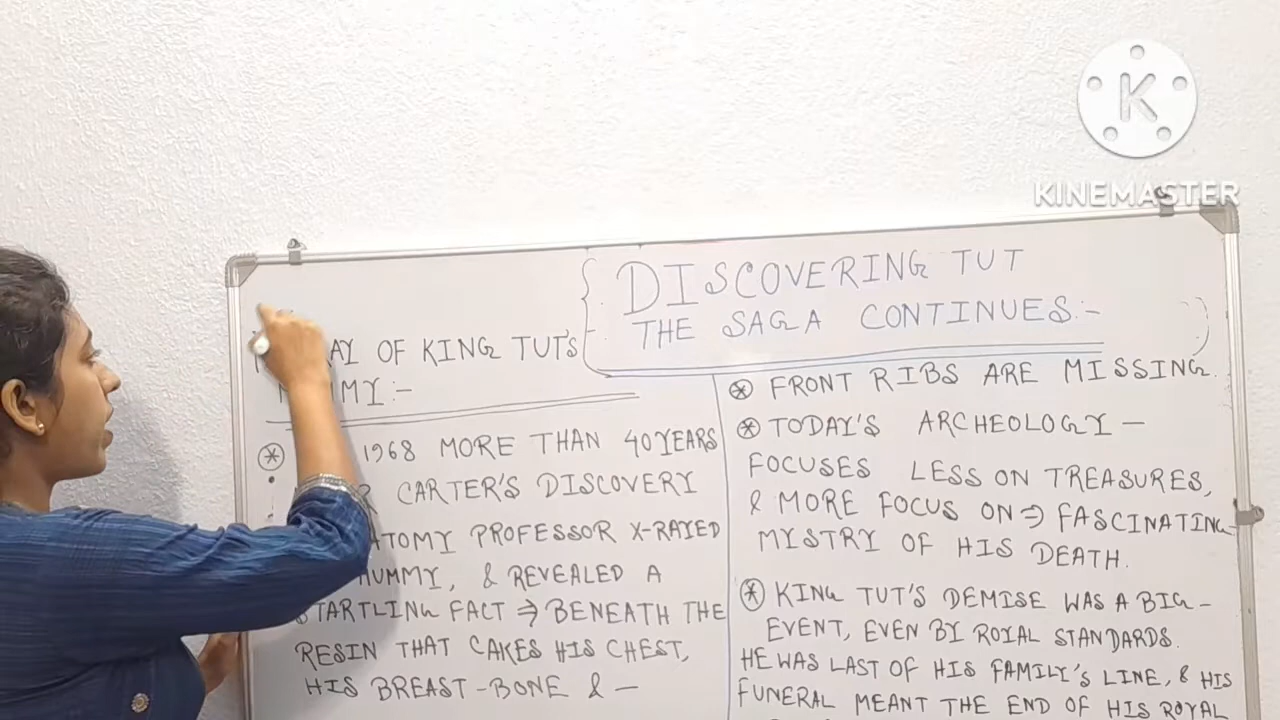 K
KINEMASTER
DISCOVERING TUT
THE SAGA CONTINUES:-
AY OF KING TUT'S
MY:-
1968 MORE THAN 40 YEARS
R CARTER'S DISCOVERY
ATOMY PROFESSOR X-RAYED
MUMMY, & REVEALED A
STARTLING FACT ⇒ BENEATH THE
RESIN THAT CAKES HIS CHEST,
HIS BREAST-BONE & -
FRONT RIBS ARE MISSING.
TODAY'S ARCHEOLOGY -
FOCUSES LESS ON TREASURES,
& MORE FOCUS ON ⇒ FASCINATING
MYSTRY OF HIS DEATH.
KING TUT'S DEMISE WAS A BIG-
EVENT, EVEN BY ROYAL STANDARDS.
HE WAS LAST OF HIS FAMILY'S LINE, & HIS
FUNERAL MEANT THE END OF HIS ROYAL